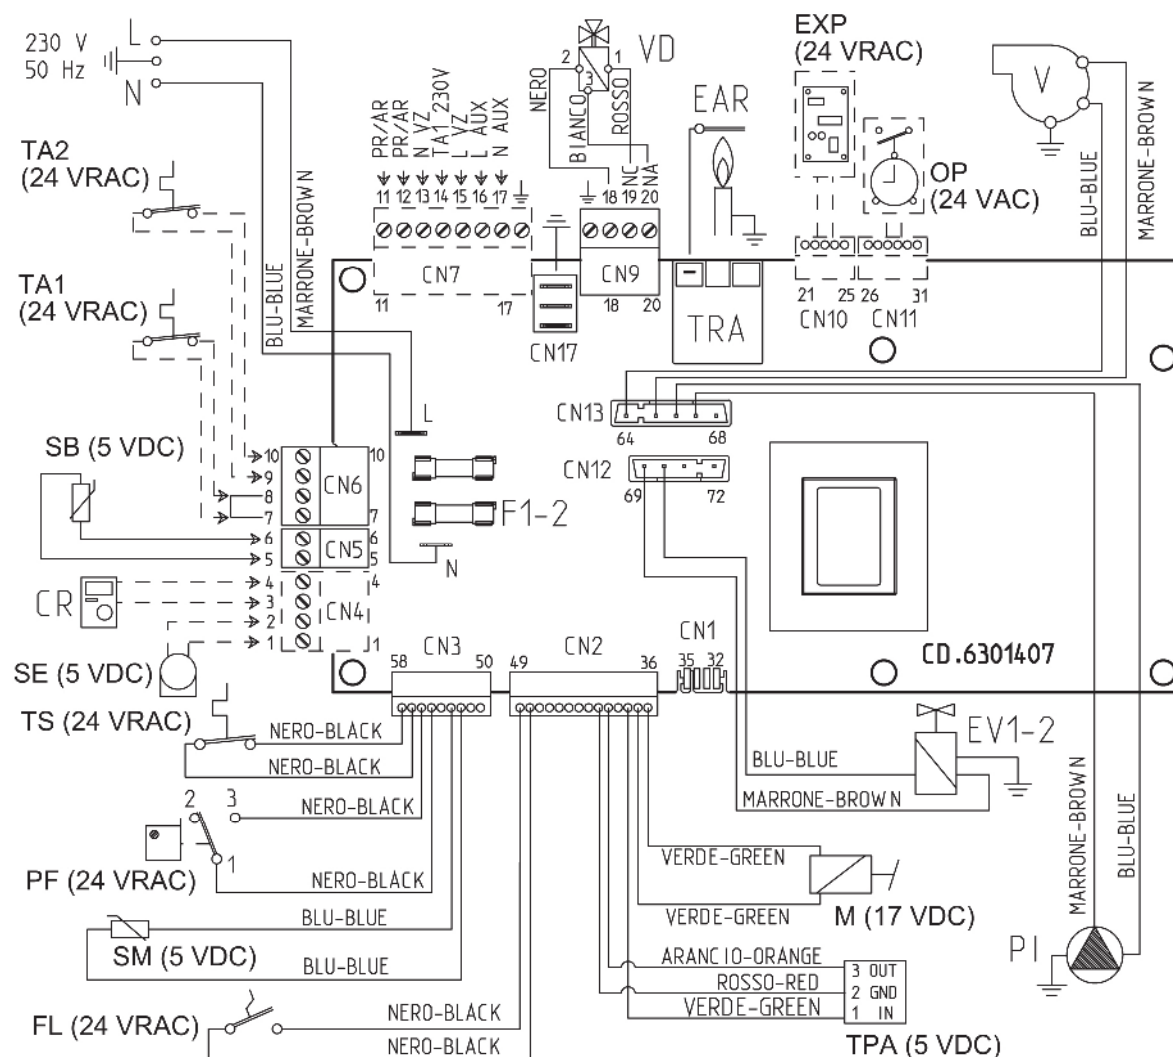 230 V
50 Hz
L
N
TA2
(24 VRAC)
TA1
(24 VRAC)
SB (5 VDC)
CR
SE (5 VDC)
TS (24 VRAC)
PF (24 VRAC)
SM (5 VDC)
FL (24 VRAC)
BLU-BLUE
MARRONE-BROWN
PR/AR
PR/AR
N VZ
TA1 230V
L VZ
L AUX
N AUX
11 12 13 14 15 16 17
CN7
11 17
CN17
VD
2 1
3
NERO
BIANCO
ROSSO
18 19 20
NC
NA
CN9
18 20
EAR
TRA
EXP
(24 VRAC)
OP
(24 VAC)
21 25 26 31
CN10 CN11
V
BLU-BLUE
MARRONE-BROWN
CN13
64 68
CN12
69 72
L
F1-2
N
10 10
9
8
7 7
CN6
6 6
5 5
CN5
4 4
3
2
1 1
CN4
CN3
58 50
CN2
49 36
CN1
35 32
CD.6301407
NERO-BLACK
NERO-BLACK
2 3
1
NERO-BLACK
NERO-BLACK
BLU-BLUE
BLU-BLUE
NERO-BLACK
NERO-BLACK
EV1-2
BLU-BLUE
MARRONE-BROWN
VERDE-GREEN
VERDE-GREEN
M (17 VDC)
ARANCIO-ORANGE
ROSSO-RED
VERDE-GREEN
3 OUT
2 GND
1 IN
TPA (5 VDC)
MARRONE-BROWN
BLU-BLUE
PI